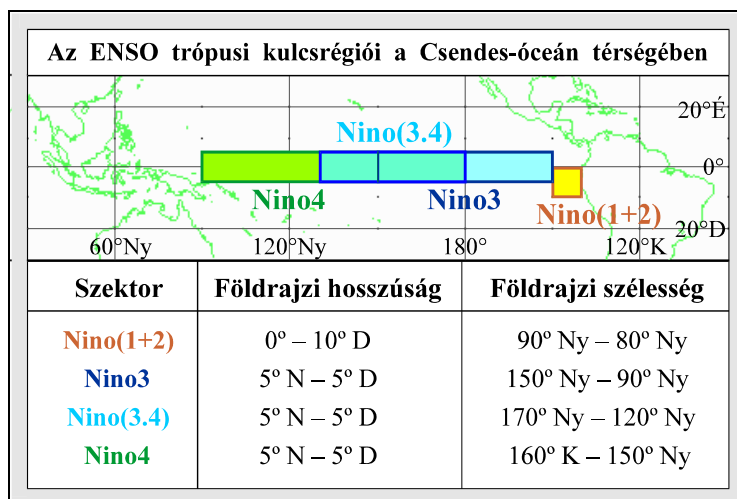 Az ENSO trópusi kulcsrégiói a Csendes-óceán térségében
20°É
Nino(3.4)
0°
Nino4
Nino3
Nino(1+2)
20°D
60°Ny
120°Ny
180°
120°K
Szektor Földrajzi hosszúság Földrajzi szélesség
Nino(1+2) 0º – 10º D 90º Ny – 80º Ny
Nino3 5º N – 5º D 150º Ny – 90º Ny
Nino(3.4) 5º N – 5º D 170º Ny – 120º Ny
Nino4 5º N – 5º D 160º K – 150º Ny